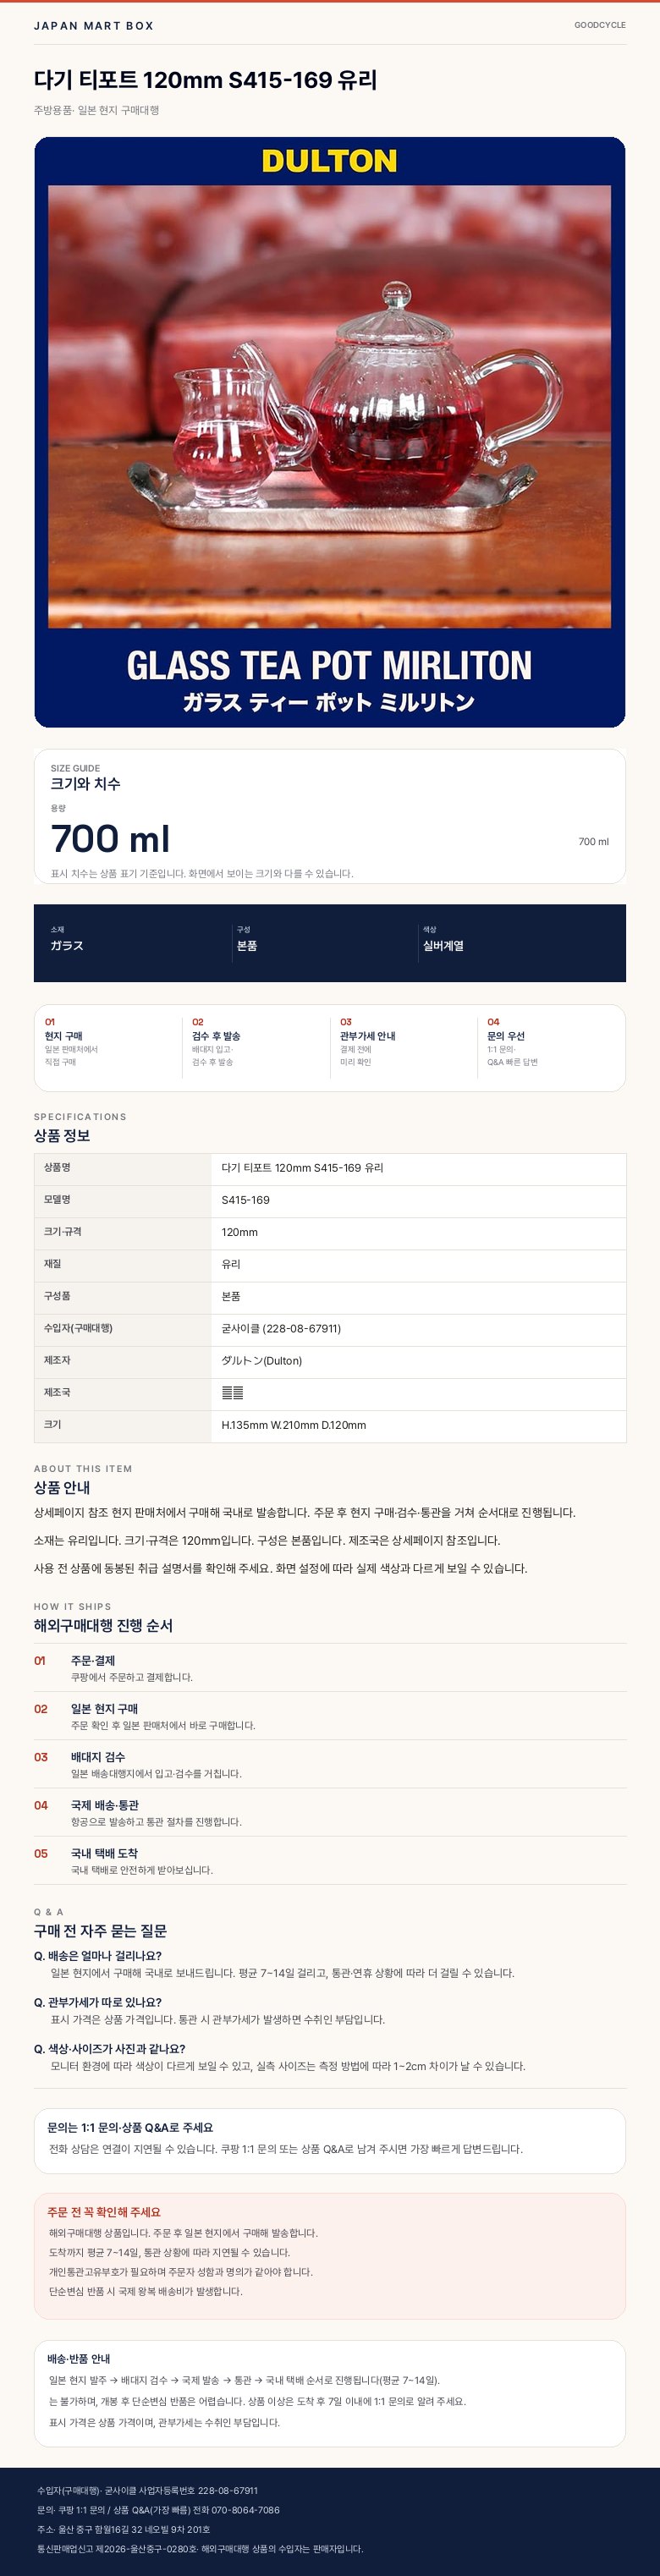 JAPAN MART BOX
GOODCYCLE
다기 티포트 120mm S415-169 유리
주방용품· 일본 현지 구매대행
DULTON
GLASS TEA POT MIRLITON
ガラス ティー ポット ミルリトン
SIZE GUIDE
크기와 치수
용량
700 ml
700 ml
표시 치수는 상품 표기 기준입니다. 화면에서 보이는 크기와 다를 수 있습니다.
소재
구성
색상
ガラス
본품
실버계열
01
02
03
04
현지 구매
검수 후 발송
관부가세 안내
문의 우선
일본 판매처에서
배대지 입고·
결제 전에
1:1 문의·
직접 구매
검수 후 발송
미리 확인
Q&A 빠른 답변
SPECIFICATIONS
상품 정보
상품명 다기 티포트 120mm S415-169 유리
모델명 S415-169
크기·규격 120mm
재질 유리
구성품 본품
수입자(구매대행) 굳사이클 (228-08-67911)
제조자 ダルトン(Dulton)
제조국
크기 H.135mm W.210mm D.120mm
ABOUT THIS ITEM
상품 안내
상세페이지 참조 현지 판매처에서 구매해 국내로 발송합니다. 주문 후 현지 구매·검수·통관을 거쳐 순서대로 진행됩니다.
소재는 유리입니다. 크기·규격은 120mm입니다. 구성은 본품입니다. 제조국은 상세페이지 참조입니다.
사용 전 상품에 동봉된 취급 설명서를 확인해 주세요. 화면 설정에 따라 실제 색상과 다르게 보일 수 있습니다.
HOW IT SHIPS
해외구매대행 진행 순서
01 주문·결제
쿠팡에서 주문하고 결제합니다.
02 일본 현지 구매
주문 확인 후 일본 판매처에서 바로 구매합니다.
03 배대지 검수
일본 배송대행지에서 입고·검수를 거칩니다.
04 국제 배송·통관
항공으로 발송하고 통관 절차를 진행합니다.
05 국내 택배 도착
국내 택배로 안전하게 받아보십니다.
Q & A
구매 전 자주 묻는 질문
Q. 배송은 얼마나 걸리나요?
일본 현지에서 구매해 국내로 보내드립니다. 평균 7~14일 걸리고, 통관·연휴 상황에 따라 더 걸릴 수 있습니다.
Q. 관부가세가 따로 있나요?
표시 가격은 상품 가격입니다. 통관 시 관부가세가 발생하면 수취인 부담입니다.
Q. 색상·사이즈가 사진과 같나요?
모니터 환경에 따라 색상이 다르게 보일 수 있고, 실측 사이즈는 측정 방법에 따라 1~2cm 차이가 날 수 있습니다.
문의는 1:1 문의·상품 Q&A로 주세요
전화 상담은 연결이 지연될 수 있습니다. 쿠팡 1:1 문의 또는 상품 Q&A로 남겨 주시면 가장 빠르게 답변드립니다.
주문 전 꼭 확인해 주세요
해외구매대행 상품입니다. 주문 후 일본 현지에서 구매해 발송합니다.
도착까지 평균 7~14일, 통관 상황에 따라 지연될 수 있습니다.
개인통관고유부호가 필요하며 주문자 성함과 명의가 같아야 합니다.
단순변심 반품 시 국제 왕복 배송비가 발생합니다.
배송·반품 안내
일본 현지 발주 → 배대지 검수 → 국제 발송 → 통관 → 국내 택배 순서로 진행됩니다(평균 7~14일).
는 불가하며, 개봉 후 단순변심 반품은 어렵습니다. 상품 이상은 도착 후 7일 이내에 1:1 문의로 알려 주세요.
표시 가격은 상품 가격이며, 관부가세는 수취인 부담입니다.
수입자(구매대행)· 굳사이클 사업자등록번호 228-08-67911
문의· 쿠팡 1:1 문의 / 상품 Q&A(가장 빠름) 전화 070-8064-7086
주소· 울산 중구 함월16길 32 네오빌 9차 201호
통신판매업신고 제2026-울산중구-0280호· 해외구매대행 상품의 수입자는 판매자입니다.